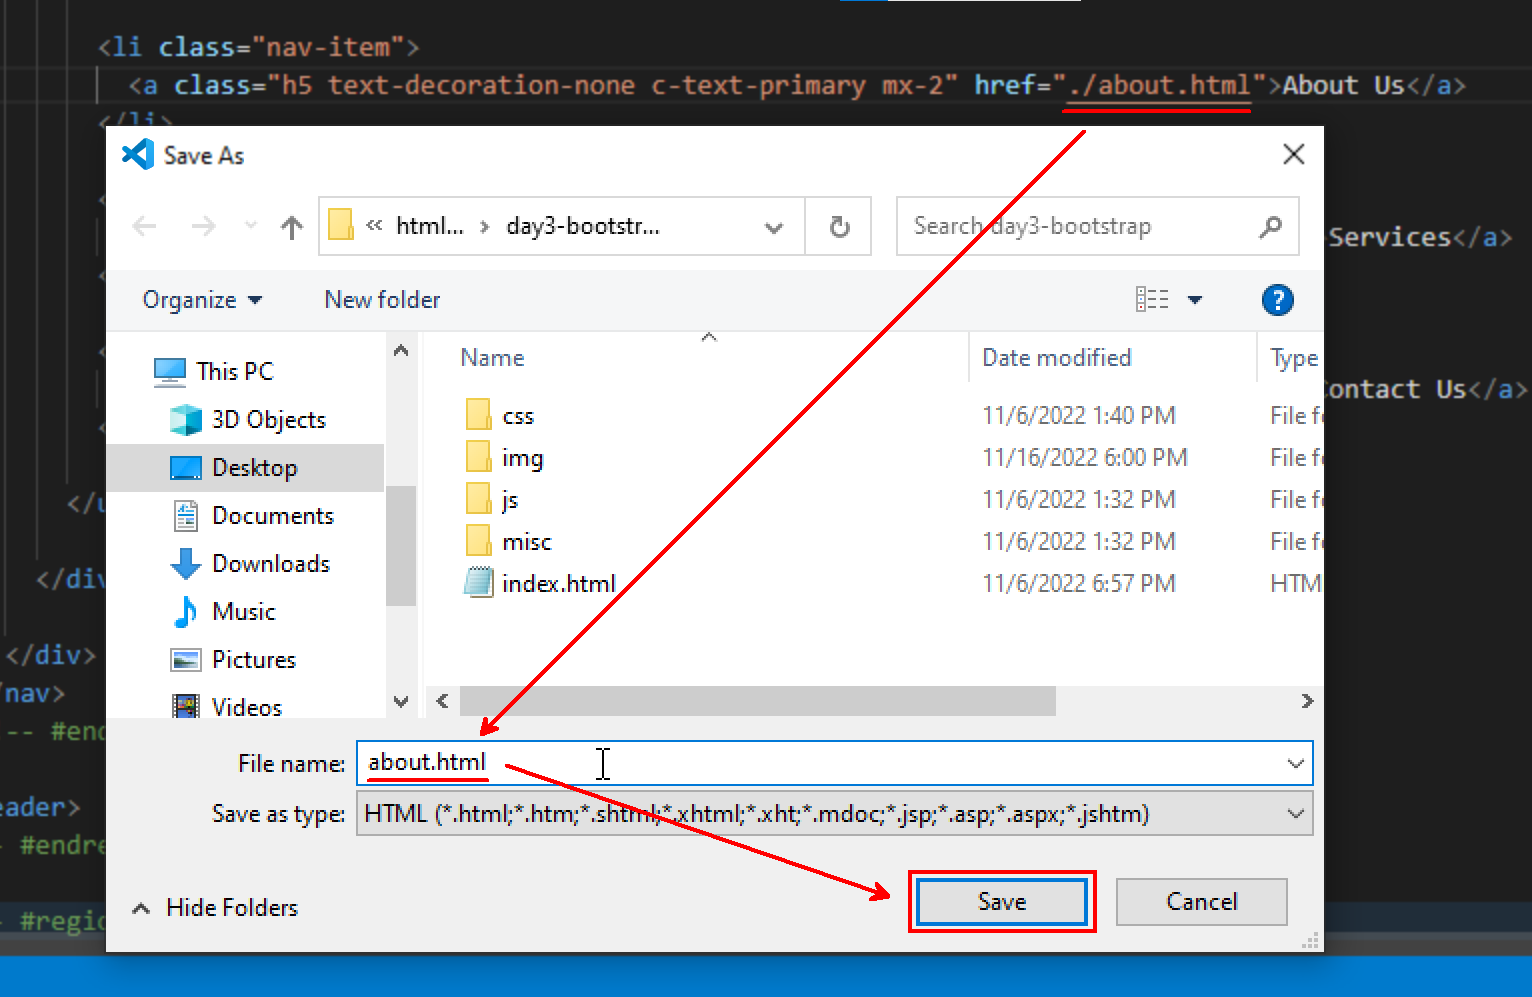 <li class="nav-item">
<a class="h5 text-decoration-none c-text-primary mx-2" href="./about.html">About Us</a>
</li>
Save As
« html... › day3-bootstr...
Search day3-bootstrap
Services</a>
Organize
New folder
?
Name
Date modified
Type
This PC
3D Objects
Desktop
Documents
Downloads
Music
Pictures
Videos
css 11/6/2022 1:40 PM File f
img 11/16/2022 6:00 PM File f
js 11/6/2022 1:32 PM File f
misc 11/6/2022 1:32 PM File f
index.html 11/6/2022 6:57 PM HTM
ontact Us</a>
</u
</div
</div>
nav>
-- #end
File name: about.html
Save as type: HTML (*.html;*.htm;*.shtml;*.xhtml;*.xht;*.mdoc;*.jsp;*.asp;*.aspx;*.jshtm)
eader>
#endre
Hide Folders
Save
Cancel
#regio